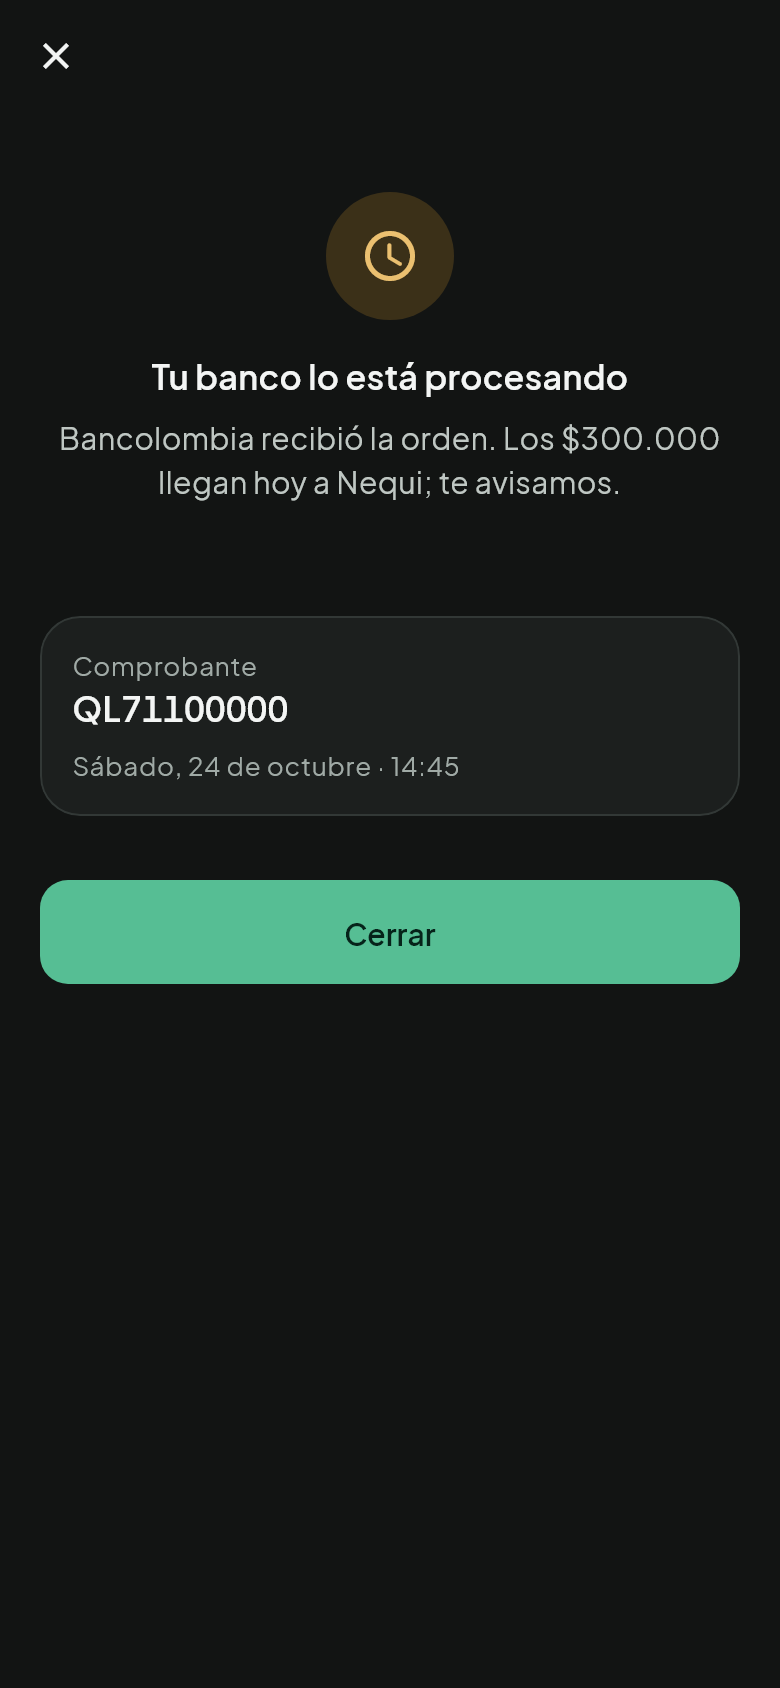 Tu banco lo está procesando
Bancolombia recibió la orden. Los $300.000
llegan hoy a Nequi; te avisamos.
Comprobante
QL71100000
Sábado, 24 de octubre · 14:45
Cerrar